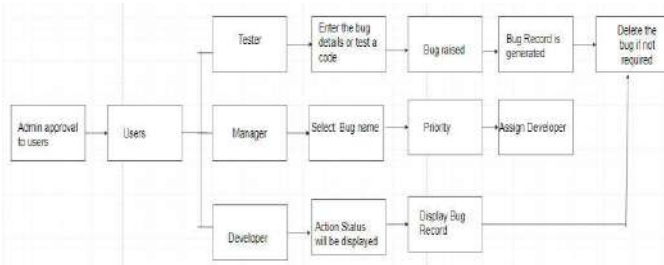 Tester
Enter the bug
details or test a
code
Bug raised
Bug Record is
generated
Delete the
bug if not
required
Admin approval
to users
Users
Manager
Select Bug name
Priority
Assign Developer
Developer
Action Status
will be displayed
Display Bug
Record